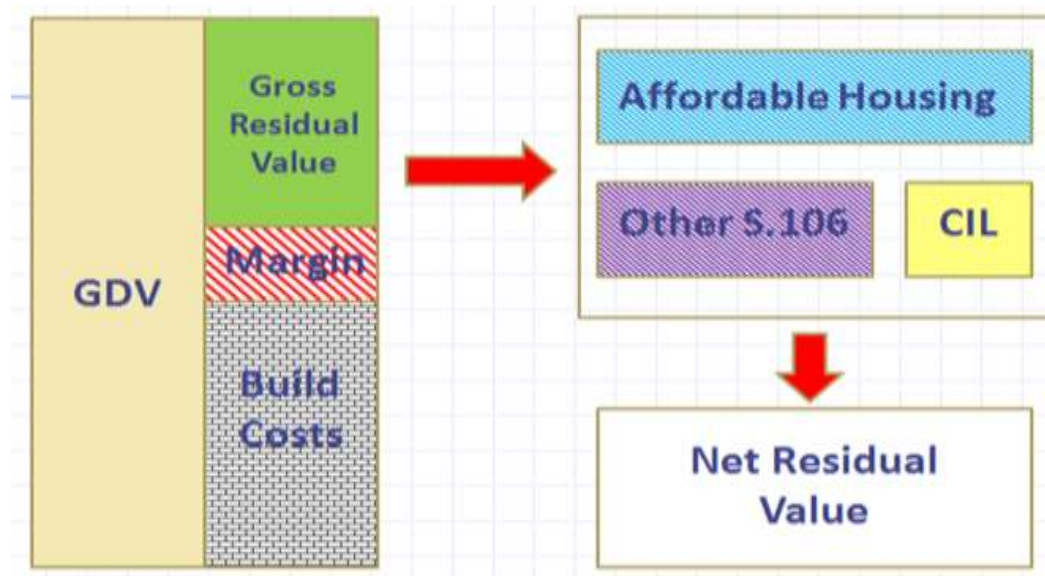 GDV
Gross
Residual
Value
Margin
Build
Costs
Affordable Housing
Other S.106
CIL
Net Residual
Value